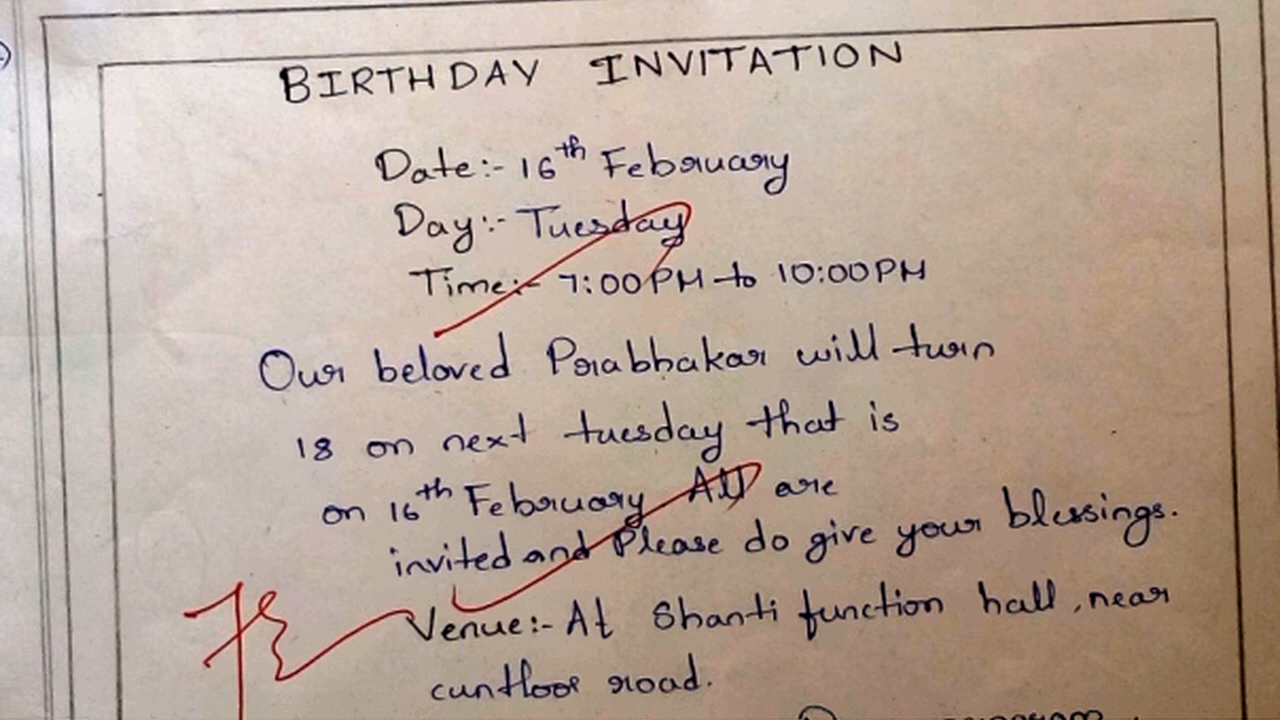 BIRTHDAY INVITATION
Date:- 16th February
Day:- Tuesday
Time:- 7:00PM to 10:00PM
Our beloved Prabhakar will turn
18 on next tuesday that is
on 16th February All are
invited and Please do give your blessings.
Venue:- At Shanti function hall, near
road.